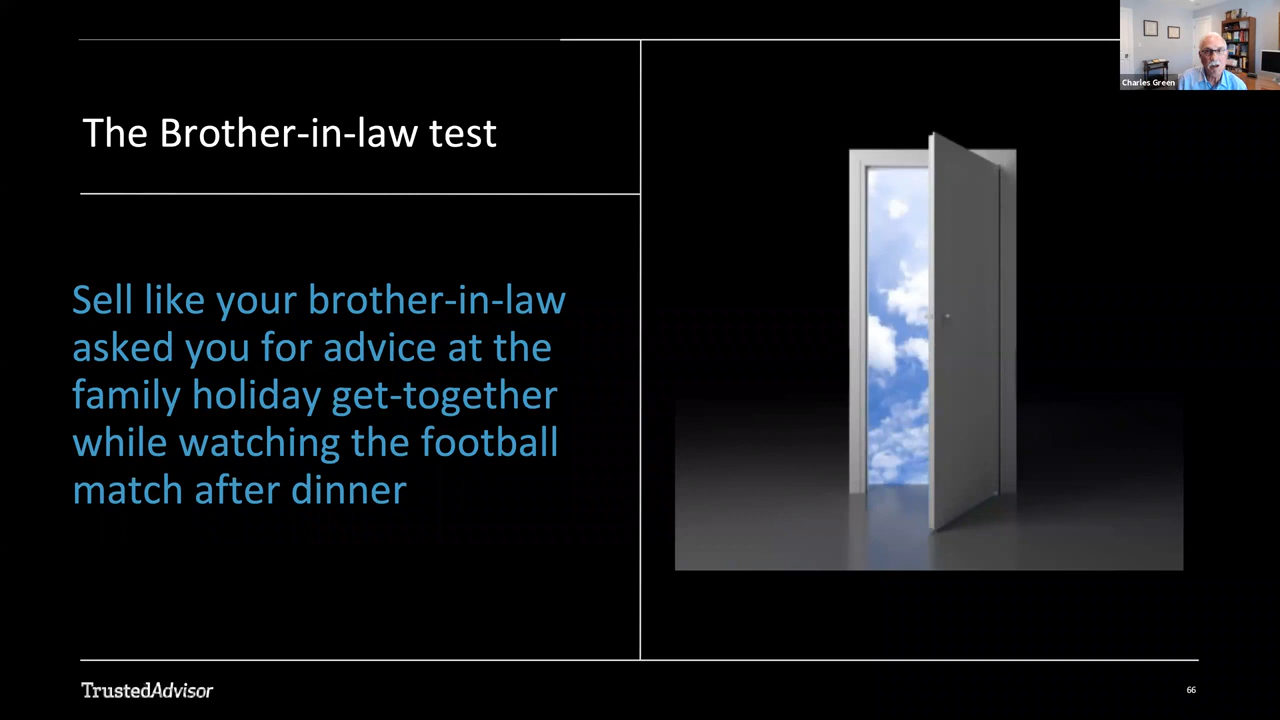 Charles Green
The Brother-in-law test
Sell like your brother-in-law
asked you for advice at the
family holiday get-together
while watching the football
match after dinner
TrustedAdvisor
66